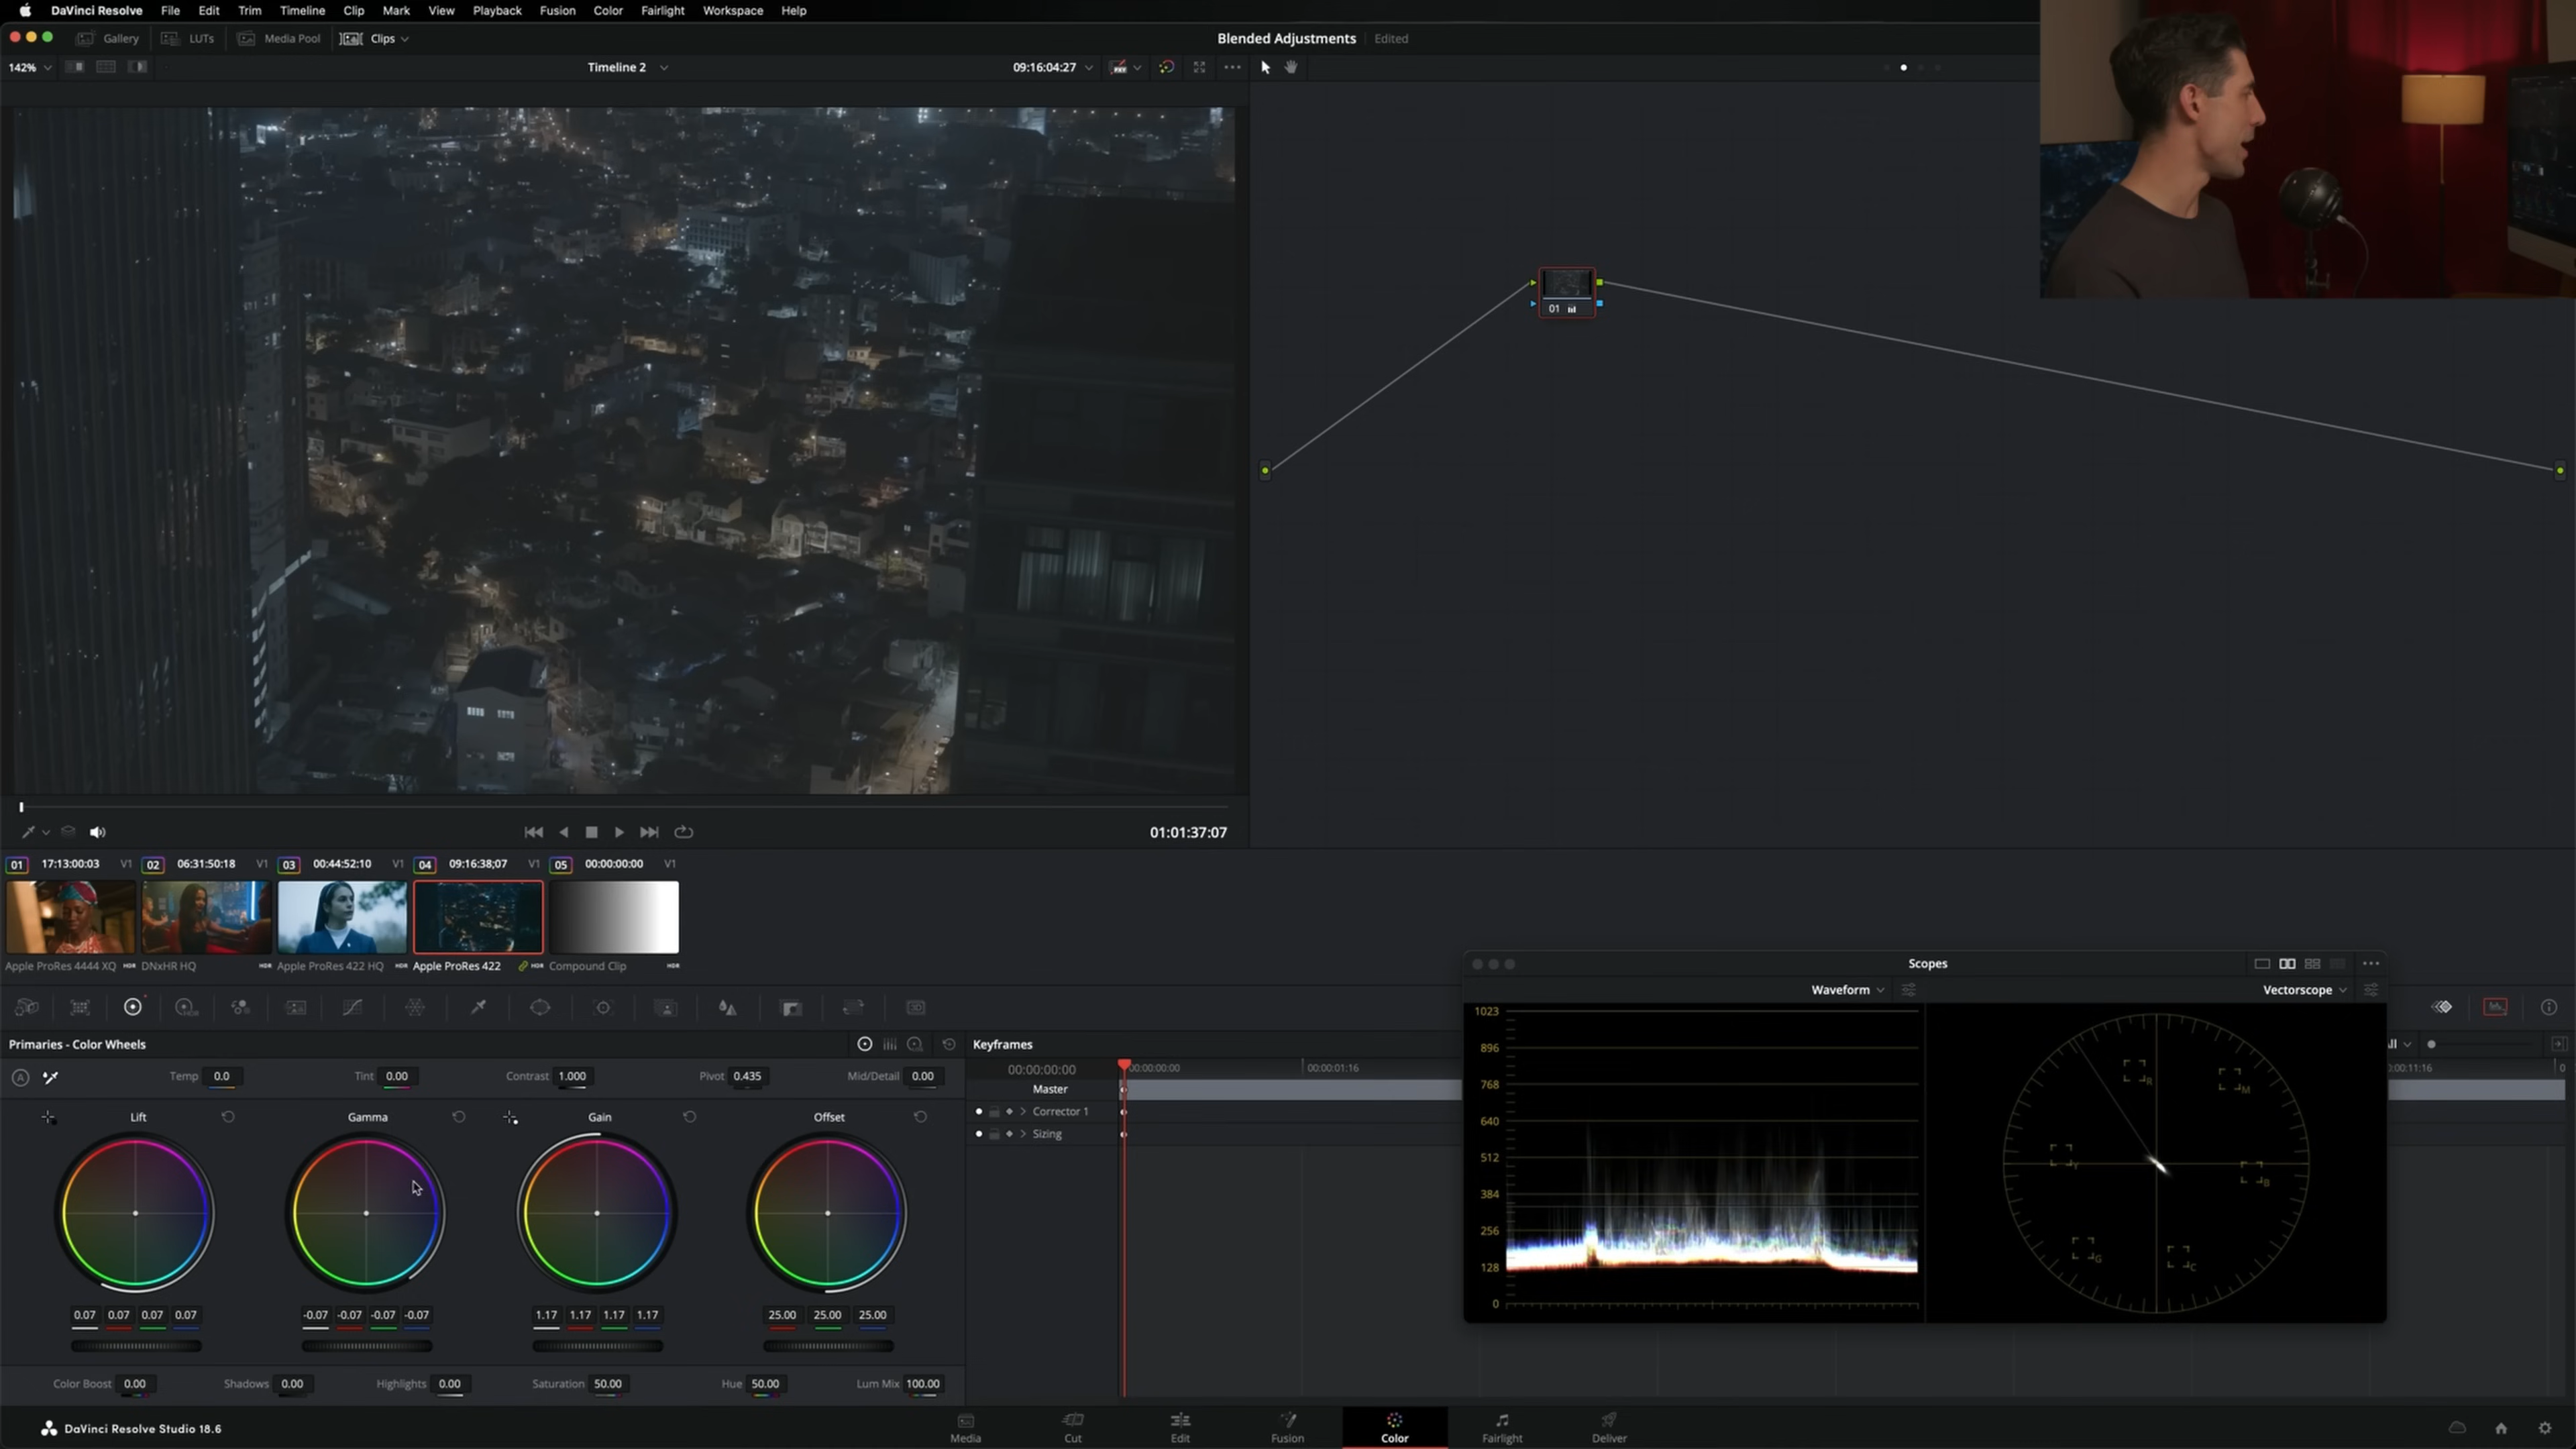 DaVinci Resolve File Edit Trim Timeline Clip Mark View Playback Fusion Color Fairlight Workspace Help
Gallery LUTs Media Pool Clips Blended Adjustments Edited
142% Timeline 2 09:16:04:27
01:01:37:07
01
01 17:13:00:03 V1 02 06:31:50:18 V1 03 00:44:52:10 V1 04 09:16:38;07 V1 05 00:00:00:00 V1
Apple ProRes 4444 XQ HDR DNxHR HQ HDR Apple ProRes 422 HQ HDR Apple ProRes 422 HDR Compound Clip HDR
Scopes
Waveform Vectorscope
1023
896
768
640
512
384
256
128
0
R
M
Y
B
G
C
Primaries - Color Wheels Keyframes
A Temp 0.0 Tint 0.00 Contrast 1.000 Pivot 0.435 Mid/Detail 0.00
00:00:00:00 00:00:00:00 00:00:01:16
Master
Corrector 1
Sizing
Lift Gamma Gain Offset
0.07 0.07 0.07 0.07 -0.07 -0.07 -0.07 -0.07 1.17 1.17 1.17 1.17 25.00 25.00 25.00
Color Boost 0.00 Shadows 0.00 Highlights 0.00 Saturation 50.00 Hue 50.00 Lum Mix 100.00
DaVinci Resolve Studio 18.6
Media Cut Edit Fusion Color Fairlight Deliver